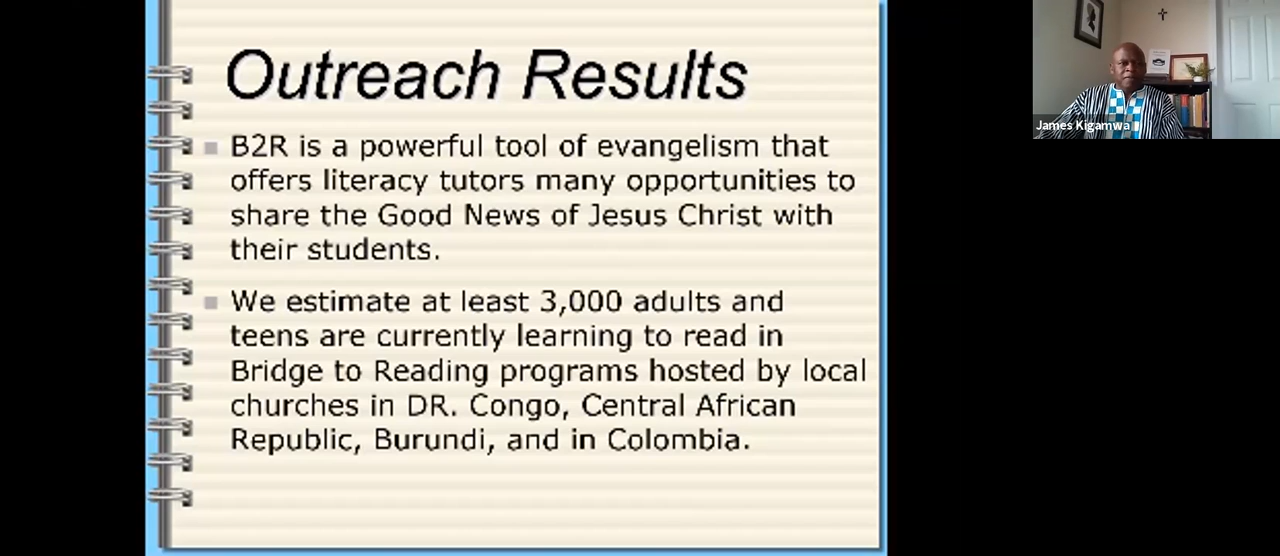 Outreach Results
B2R is a powerful tool of evangelism that
offers literacy tutors many opportunities to
share the Good News of Jesus Christ with
their students.
We estimate at least 3,000 adults and
teens are currently learning to read in
Bridge to Reading programs hosted by local
churches in DR. Congo, Central African
Republic, Burundi, and in Colombia.
James Kigamwa